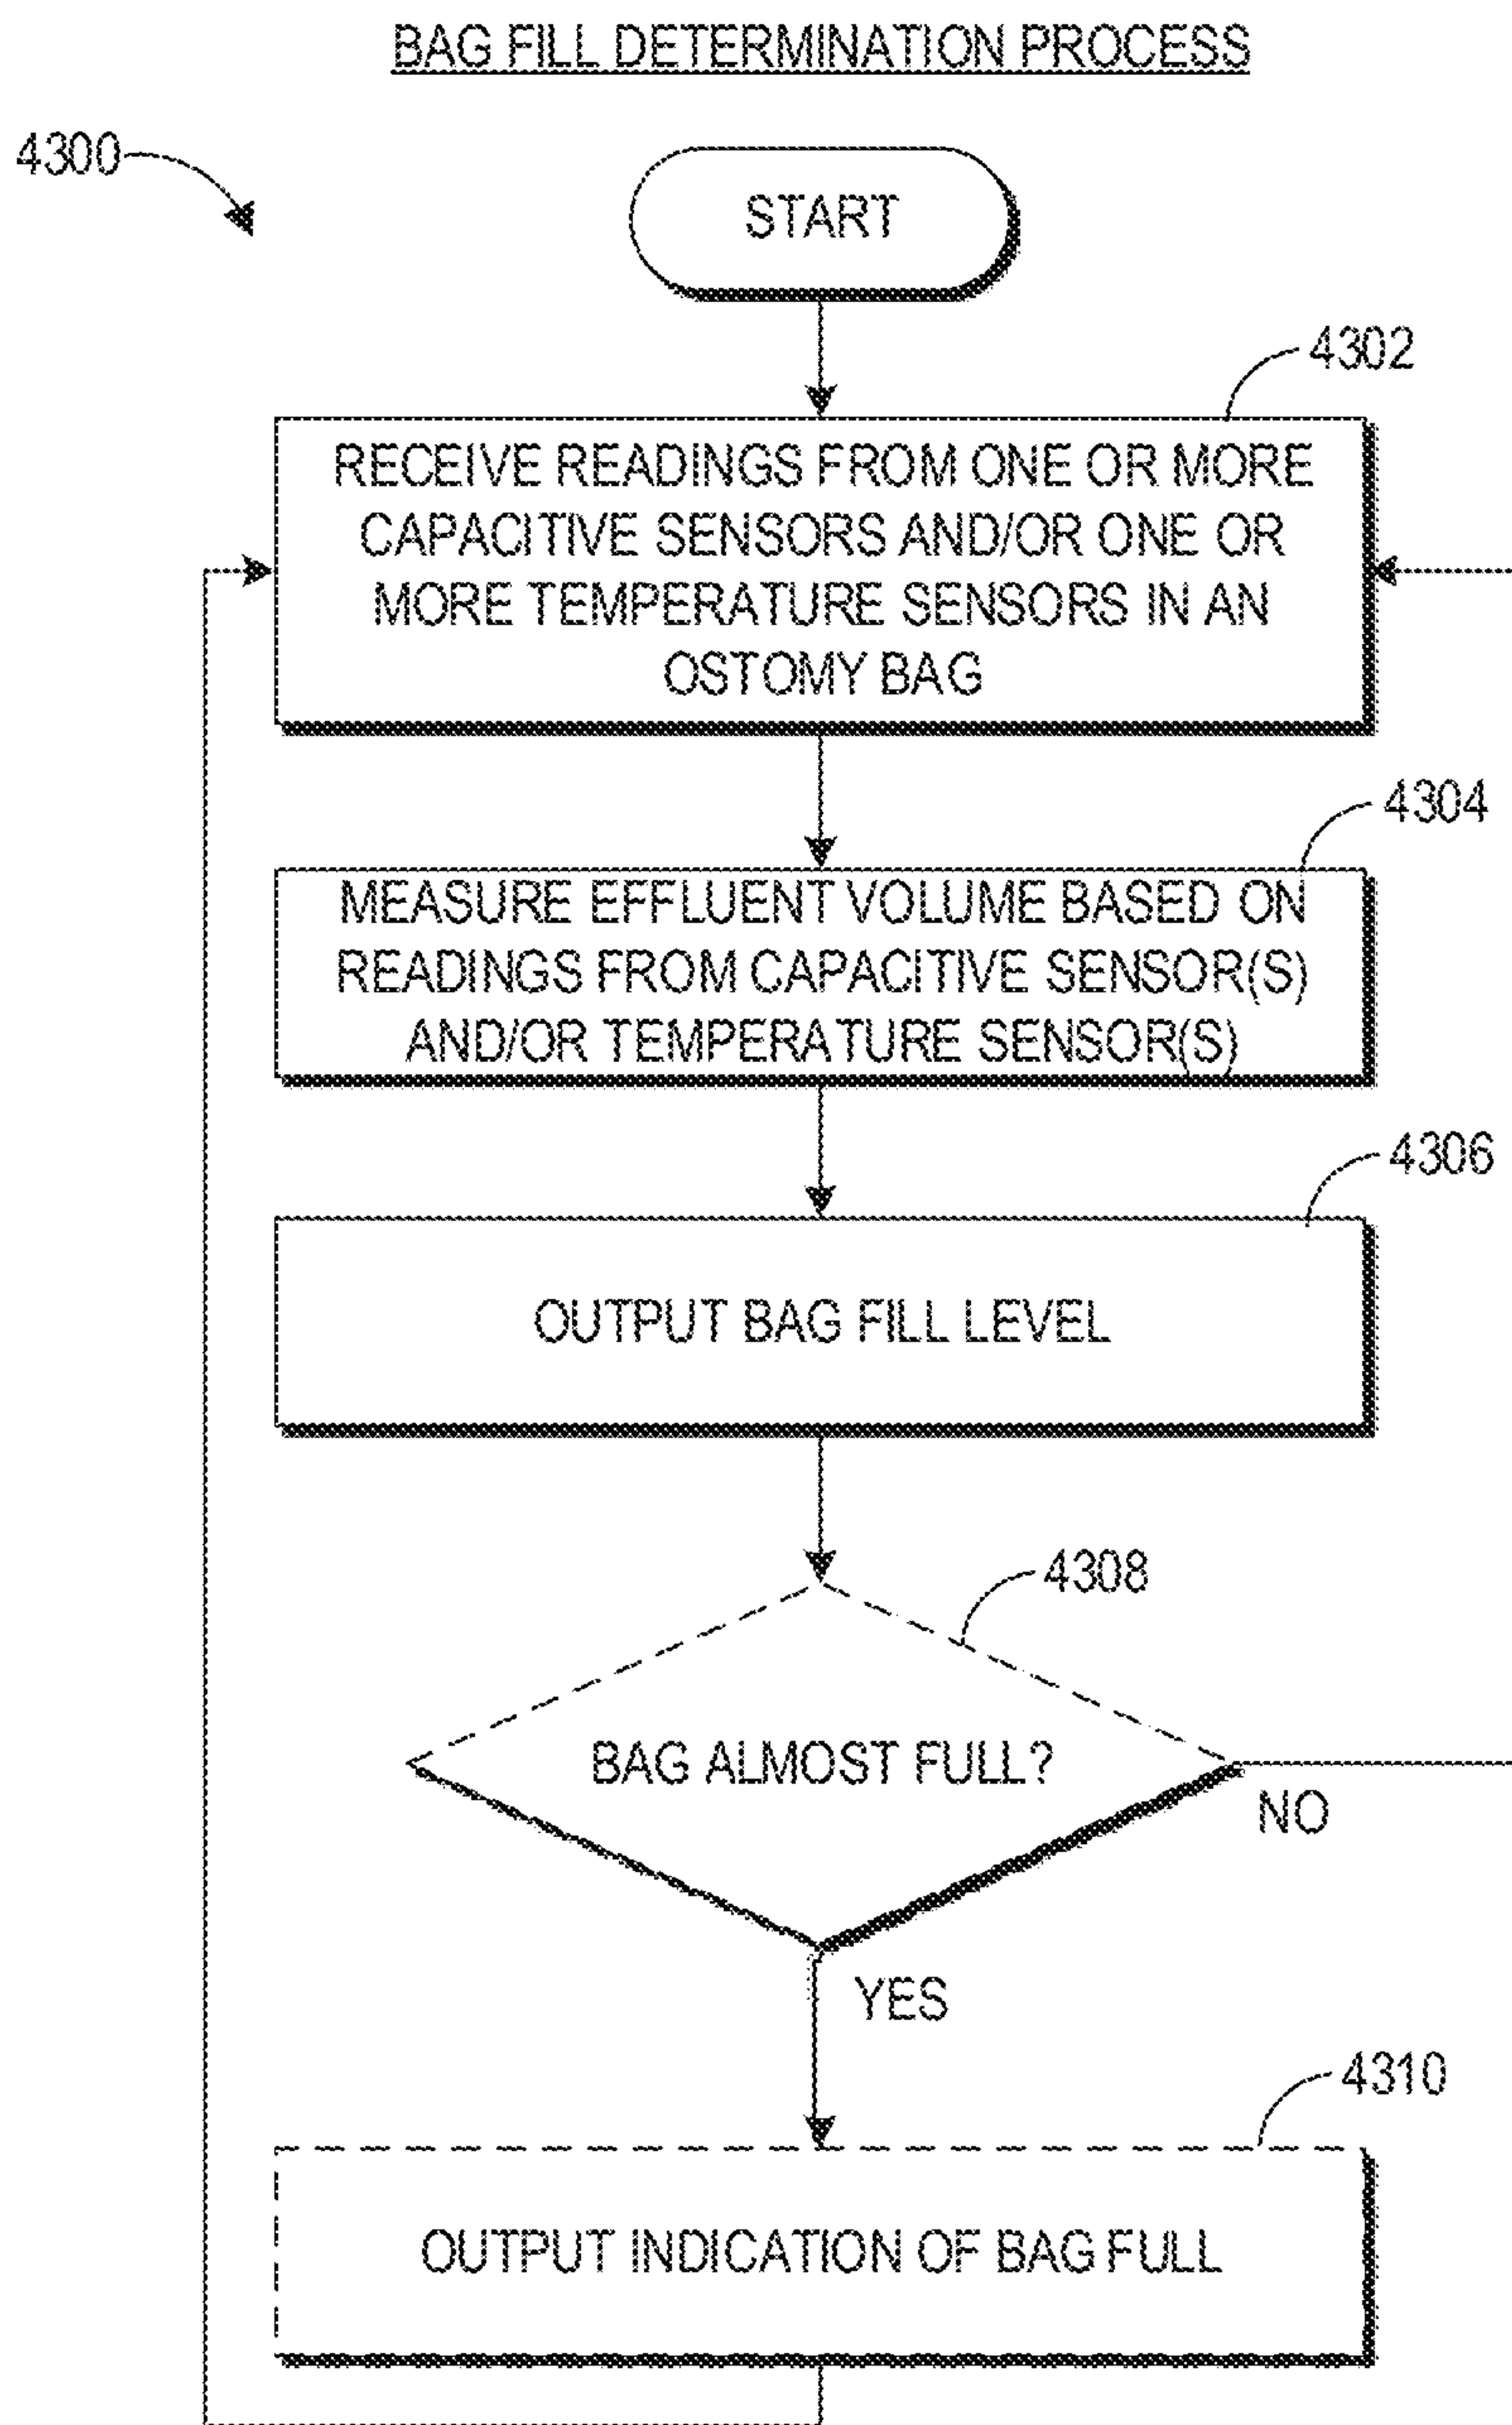 BAG FILL DETERMINATION PROCESS
4300
START
4302
RECEIVE READINGS FROM ONE OR MORE
CAPACITIVE SENSORS AND/OR ONE OR
MORE TEMPERATURE SENSORS IN AN
OSTOMY BAG
4304
MEASURE EFFLUENT VOLUME BASED ON
READINGS FROM CAPACITIVE SENSOR(S)
AND/OR TEMPERATURE SENSOR(S)
4306
OUTPUT BAG FILL LEVEL
4308
BAG ALMOST FULL?
NO
YES
4310
OUTPUT INDICATION OF BAG FULL